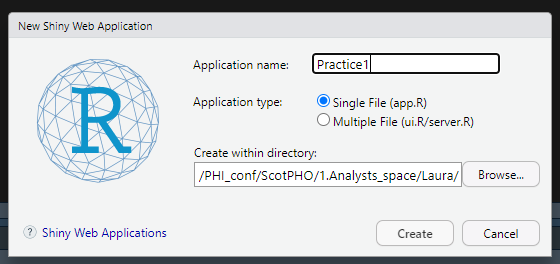 New Shiny Web Application
R
Application name: Practice1
Application type: Single File (app.R)
Multiple File (ui.R/server.R)
Create within directory:
/PHI_conf/ScotPHO/1.Analysts_space/Laura/ Browse...
? Shiny Web Applications Create Cancel